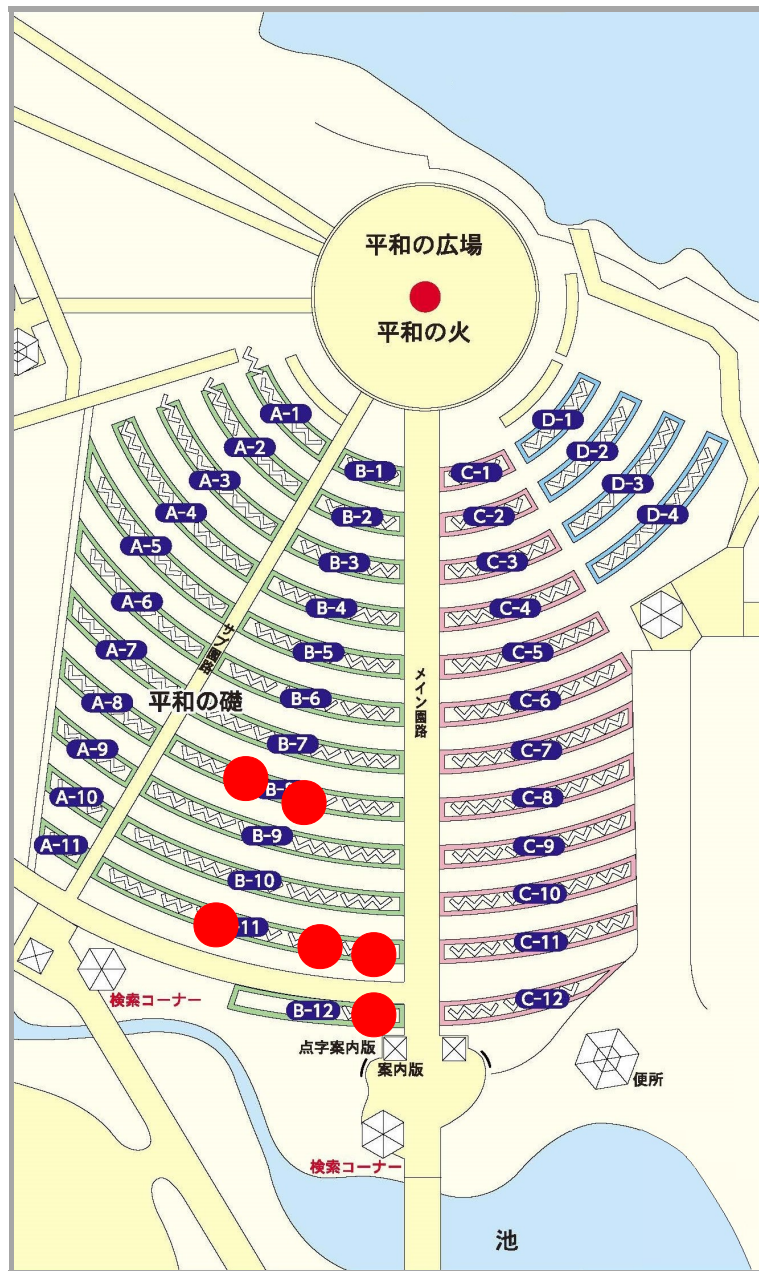 平和の広場
平和の火
A-1
A-2
A-3
A-4
A-5
A-6
A-7
A-8
A-9
A-10
A-11
B-1
B-2
B-3
B-4
B-5
B-6
B-7
B-9
B-10
11
B-12
C-1
C-2
C-3
C-4
C-5
C-6
C-7
C-8
C-9
C-10
C-11
C-12
D-1
D-2
D-3
D-4
サブ園路
メイン園路
平和の礎
検索コーナー
点字案内版
案内版
便所
検索コーナー
池